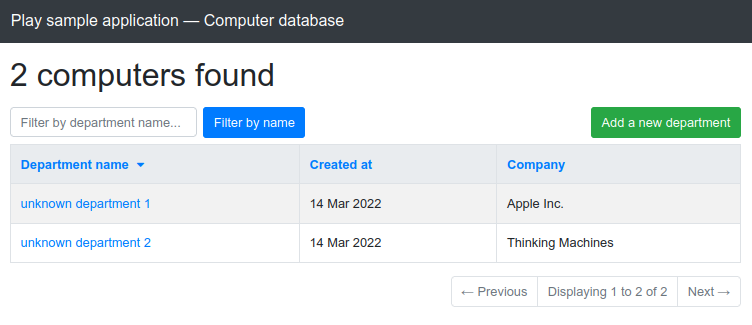 Play sample application — Computer database
2 computers found
Filter by department name... Filter by name Add a new department
Department name Created at Company
unknown department 1 14 Mar 2022 Apple Inc.
unknown department 2 14 Mar 2022 Thinking Machines
← Previous Displaying 1 to 2 of 2 Next →